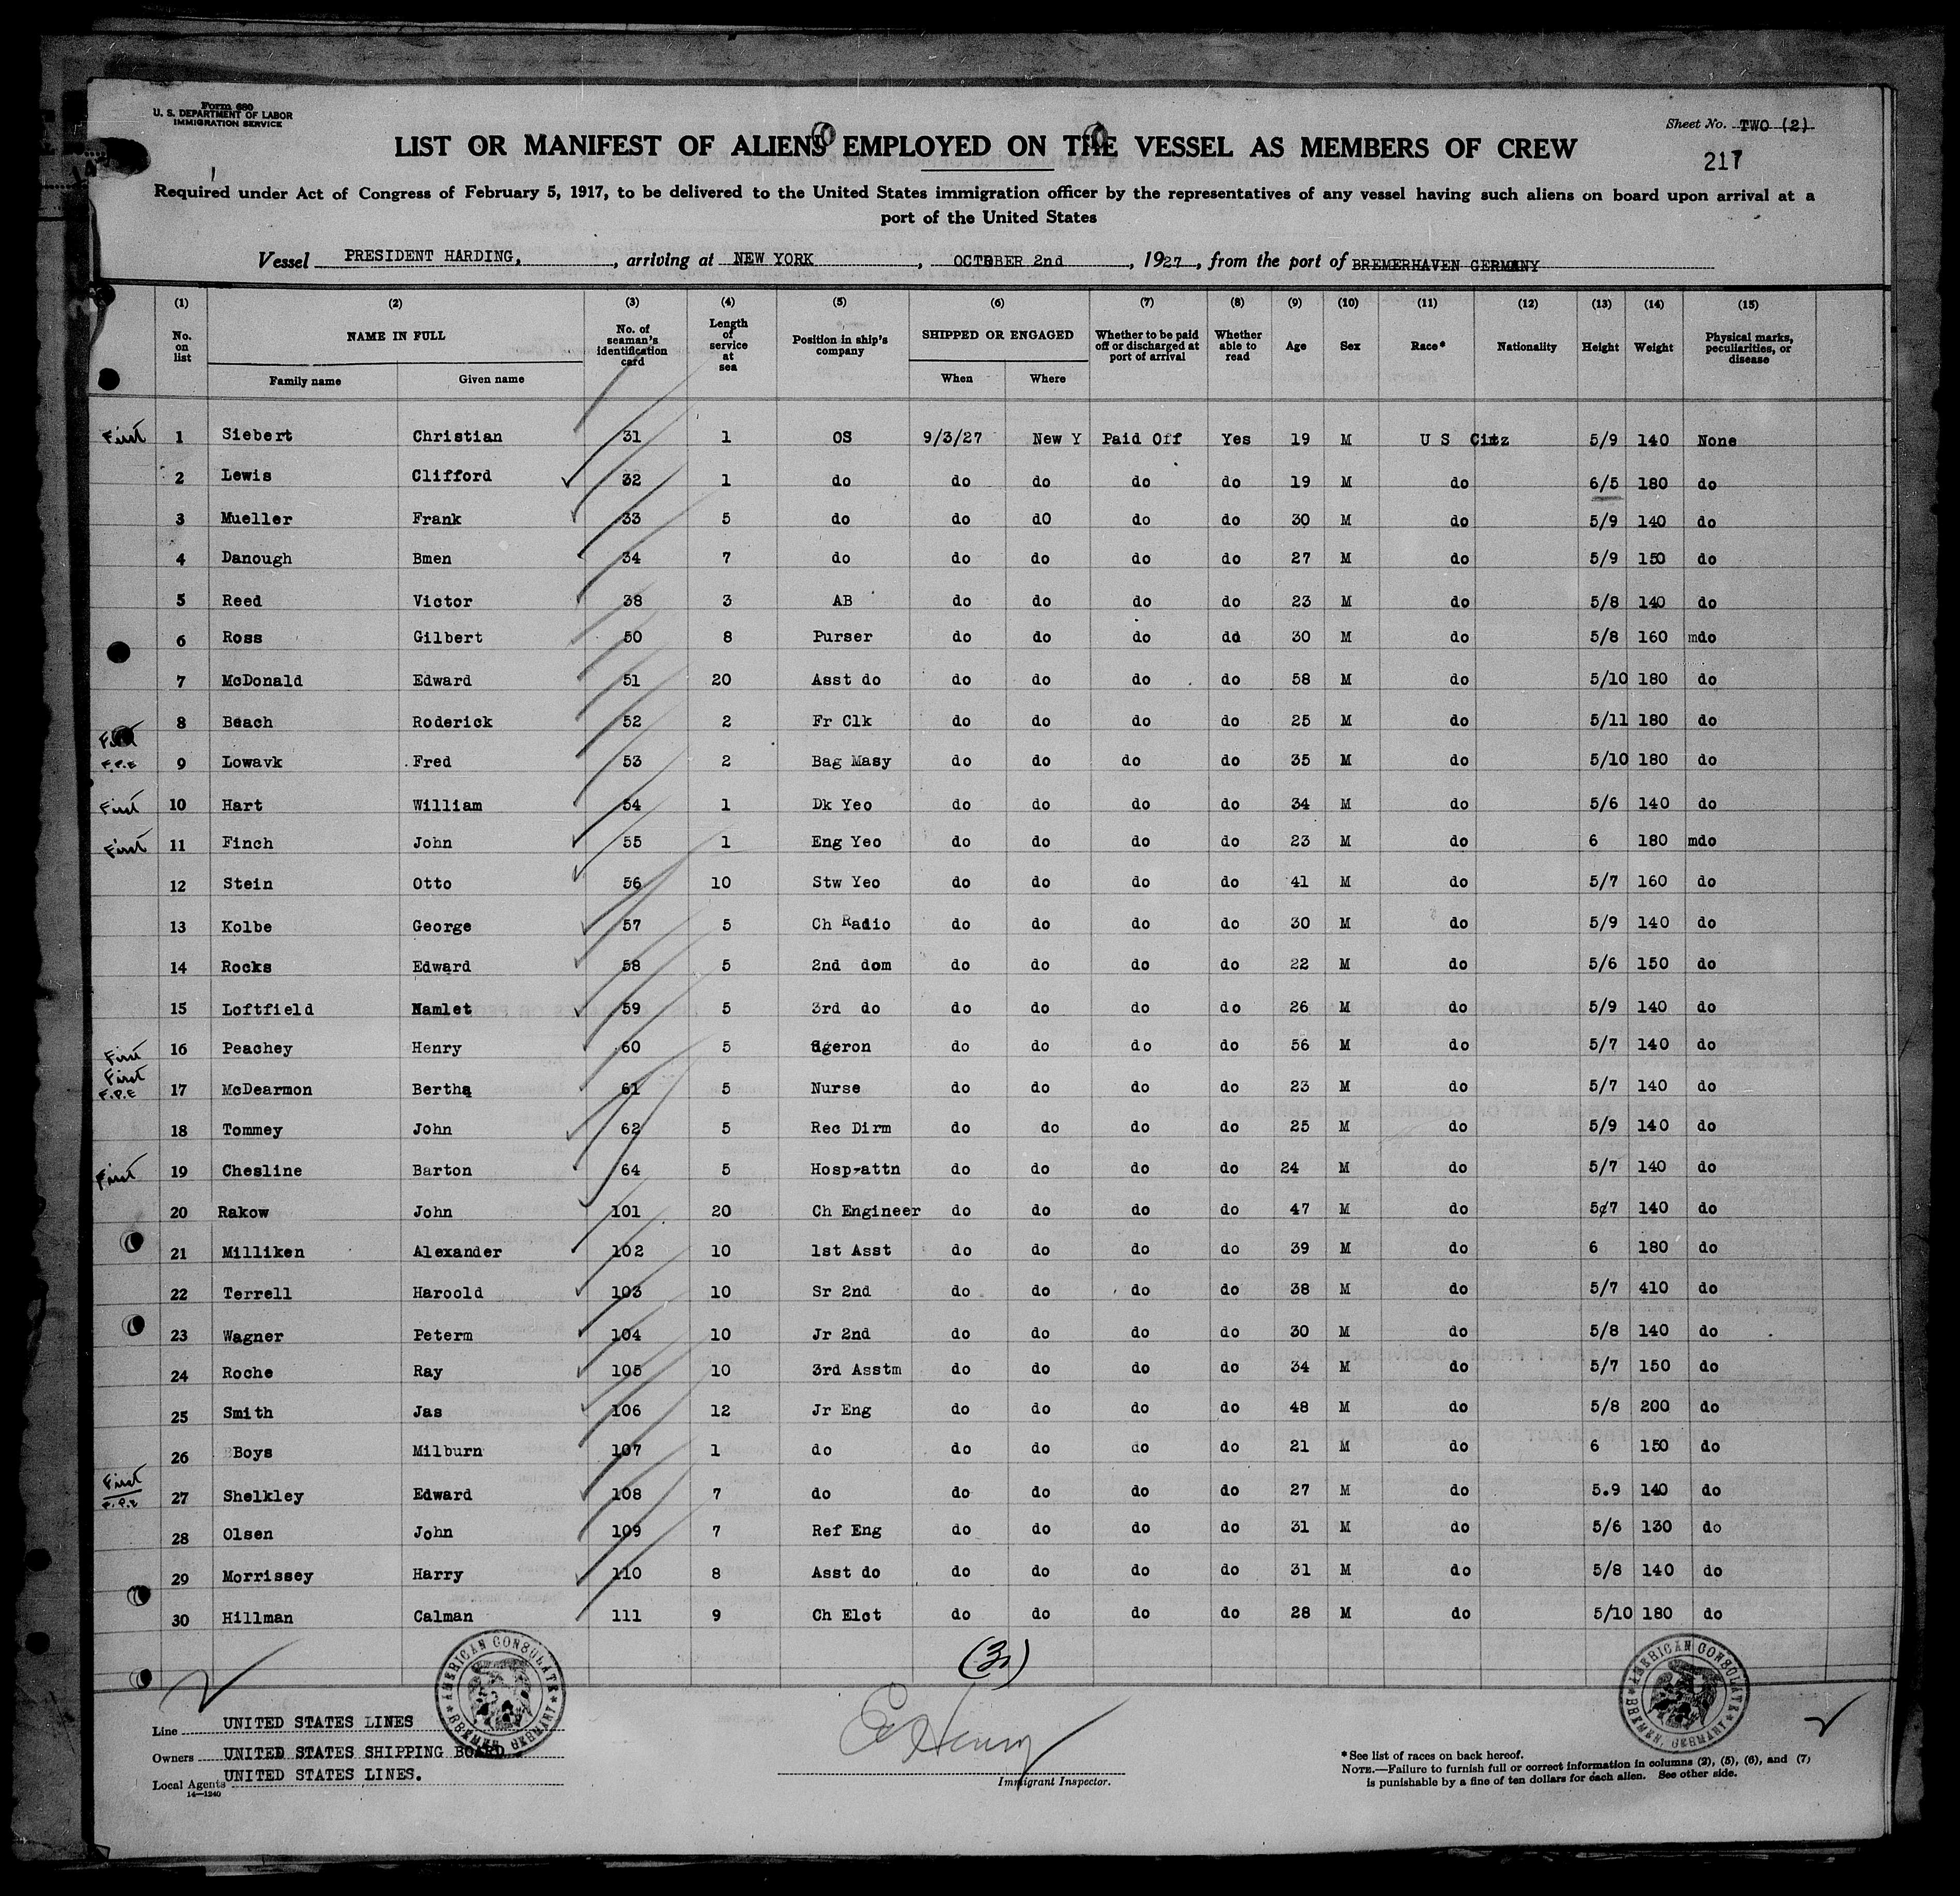 Form 680
U. S. DEPARTMENT OF LABOR
IMMIGRATION SERVICE
Sheet No. TWO (2)
217
LIST OR MANIFEST OF ALIENS EMPLOYED ON THE VESSEL AS MEMBERS OF CREW
Required under Act of Congress of February 5, 1917, to be delivered to the United States immigration officer by the representatives of any vessel having such aliens on board upon arrival at a
port of the United States
Vessel PRESIDENT HARDING, , arriving at NEW YORK , OCTOBER 2nd , 1927, from the port of BREMERHAVEN GERMANY
(1) (2) (3) (4) (5) (6) (7) (8) (9) (10) (11) (12) (13) (14) (15)
No. on list NAME IN FULL No. of seaman's identification card Length of service at sea Position in ship's company SHIPPED OR ENGAGED Whether to be paid off or discharged at port of arrival Whether able to read Age Sex Race* Nationality Height Weight Physical marks, peculiarities, or disease
Family name Given name When Where
First 1 Siebert Christian 31 1 OS 9/3/27 New Y Paid Off Yes 19 M U S Citz 5/9 140 None
2 Lewis Clifford 32 1 do do do do do 19 M do 6/5 180 do
3 Mueller Frank 33 5 do do dO do do 30 M do 5/9 140 do
4 Danough Bmen 34 7 do do do do do 27 M do 5/9 150 do
5 Reed Victor 38 3 AB do do do do 23 M do 5/8 140 do
6 Ross Gilbert 50 8 Purser do do do dd 30 M do 5/8 160 mdo
7 McDonald Edward 51 20 Asst do do do do do 58 M do 5/10 180 do
8 Beach Roderick 52 2 Fr Clk do do do do 25 M do 5/11 180 do
First F.P.E 9 Lowavk .Fred 53 2 Bag Masy do do do do 35 M do 5/10 180 do
First 10 Hart William 54 1 Dk Yeo do do do do 34 M do 5/6 140 do
First 11 Finch John 55 1 Eng Yeo do do do do 23 M do 6 180 mdo
12 Stein Otto 56 10 Stw Yeo do do do do 41 M do 5/7 160 do
13 Kolbe George 57 5 Ch Radio do do do do 30 M do 5/9 140 do
14 Rocks Edward 58 5 2nd dom do do do do 22 M do 5/6 150 do
15 Loftfield Hamlet 59 5 3rd do do do do do 26 M do 5/9 140 do
First 16 Peachey Henry 60 5 Sgeron do do do do 56 M do 5/7 140 do
First F.P.E 17 McDearmon Bertha 61 5 Nurse do do do do 23 M do 5/7 140 do
18 Tommey John 62 5 Rec Dirm do do do do 25 M do 5/9 140 do
First 19 Chesline Barton 64 5 Hosp-attn do do do do 24 M do 5/7 140 do
20 Rakow John 101 20 Ch Engineer do do do do 47 M do 5/7 140 do
21 Milliken Alexander 102 10 1st Asst do do do do 39 M do 6 180 do
22 Terrell Haroold 103 10 Sr 2nd do do do do 38 M do 5/7 410 do
23 Wagner Peterm 104 10 Jr 2nd do do do do 30 M do 5/8 140 do
24 Roche Ray 105 10 3rd Asstm do do do do 34 M do 5/7 150 do
25 Smith Jas 106 12 Jr Eng do do do do 48 M do 5/8 200 do
26 Boys Milburn 107 1 do do do do do 21 M do 6 150 do
First F.P.E 27 Shelkley Edward 108 7 do do do do do 27 M do 5.9 140 do
28 Olsen John 109 7 Ref Eng do do do do 31 M do 5/6 130 do
29 Morrissey Harry 110 8 Asst do do do do do 31 M do 5/8 140 do
30 Hillman Calman 111 9 Ch Elct do do do do 28 M do 5/10 180 do
AMERICAN CONSULATE BREMEN, GERMANY
AMERICAN CONSULATE BREMEN, GERMANY
Line UNITED STATES LINES
Owners UNITED STATES SHIPPING BOARD
Local Agents UNITED STATES LINES.
14—1240
Immigrant Inspector.
* See list of races on back hereof.
NOTE.—Failure to furnish full or correct information in columns (2), (5), (6), and (7)
is punishable by a fine of ten dollars for each alien. See other side.